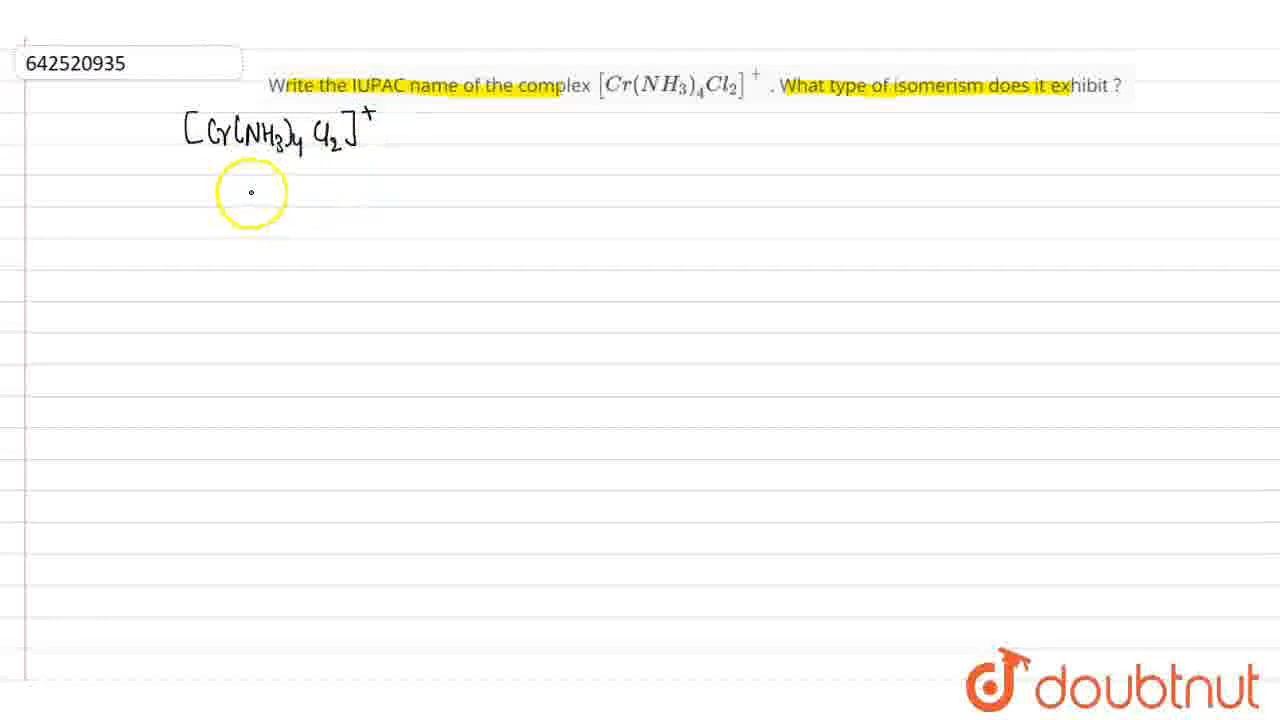 642520935
Write the IUPAC name of the complex [Cr(NH₃)₄Cl₂]⁺ . What type of isomerism does it exhibit ?
[Cr(NH₃)₄ Cl₂]⁺
doubtnut